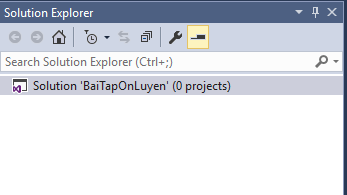 Solution Explorer
Search Solution Explorer (Ctrl+;)
Solution 'BaiTapOnLuyen' (0 projects)